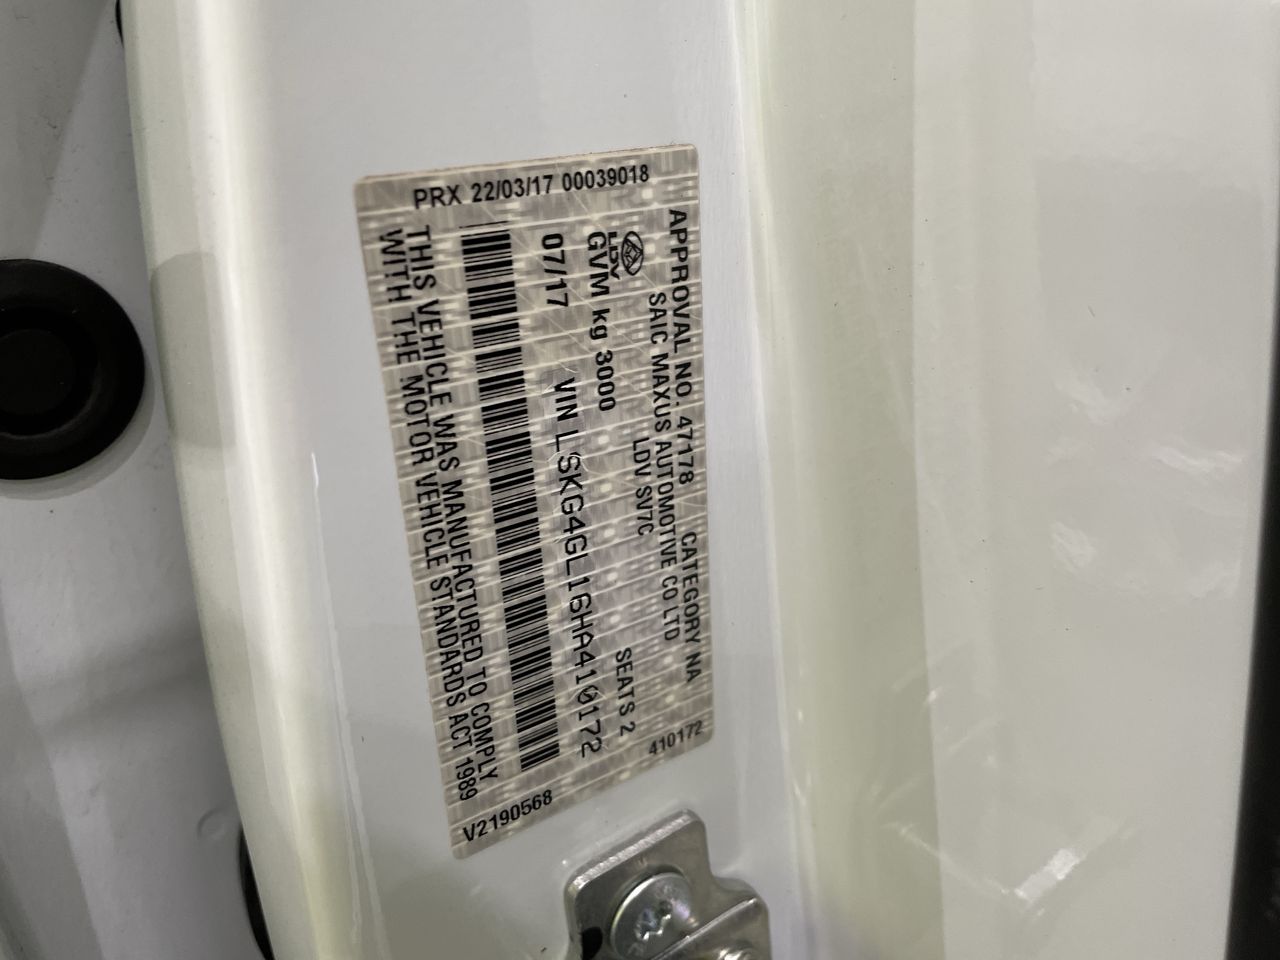 PRX 22/03/17 00039018
APPROVAL NO. 47178 CATEGORY NA
SAIC MAXUS AUTOMOTIVE CO LTD
LDV LDV SV7C
GVM kg 3000 SEATS 2
07/17 VIN LSKG4GL16HA410172
THIS VEHICLE WAS MANUFACTURED TO COMPLY
WITH THE MOTOR VEHICLE STANDARDS ACT 1989
V2190568
410172